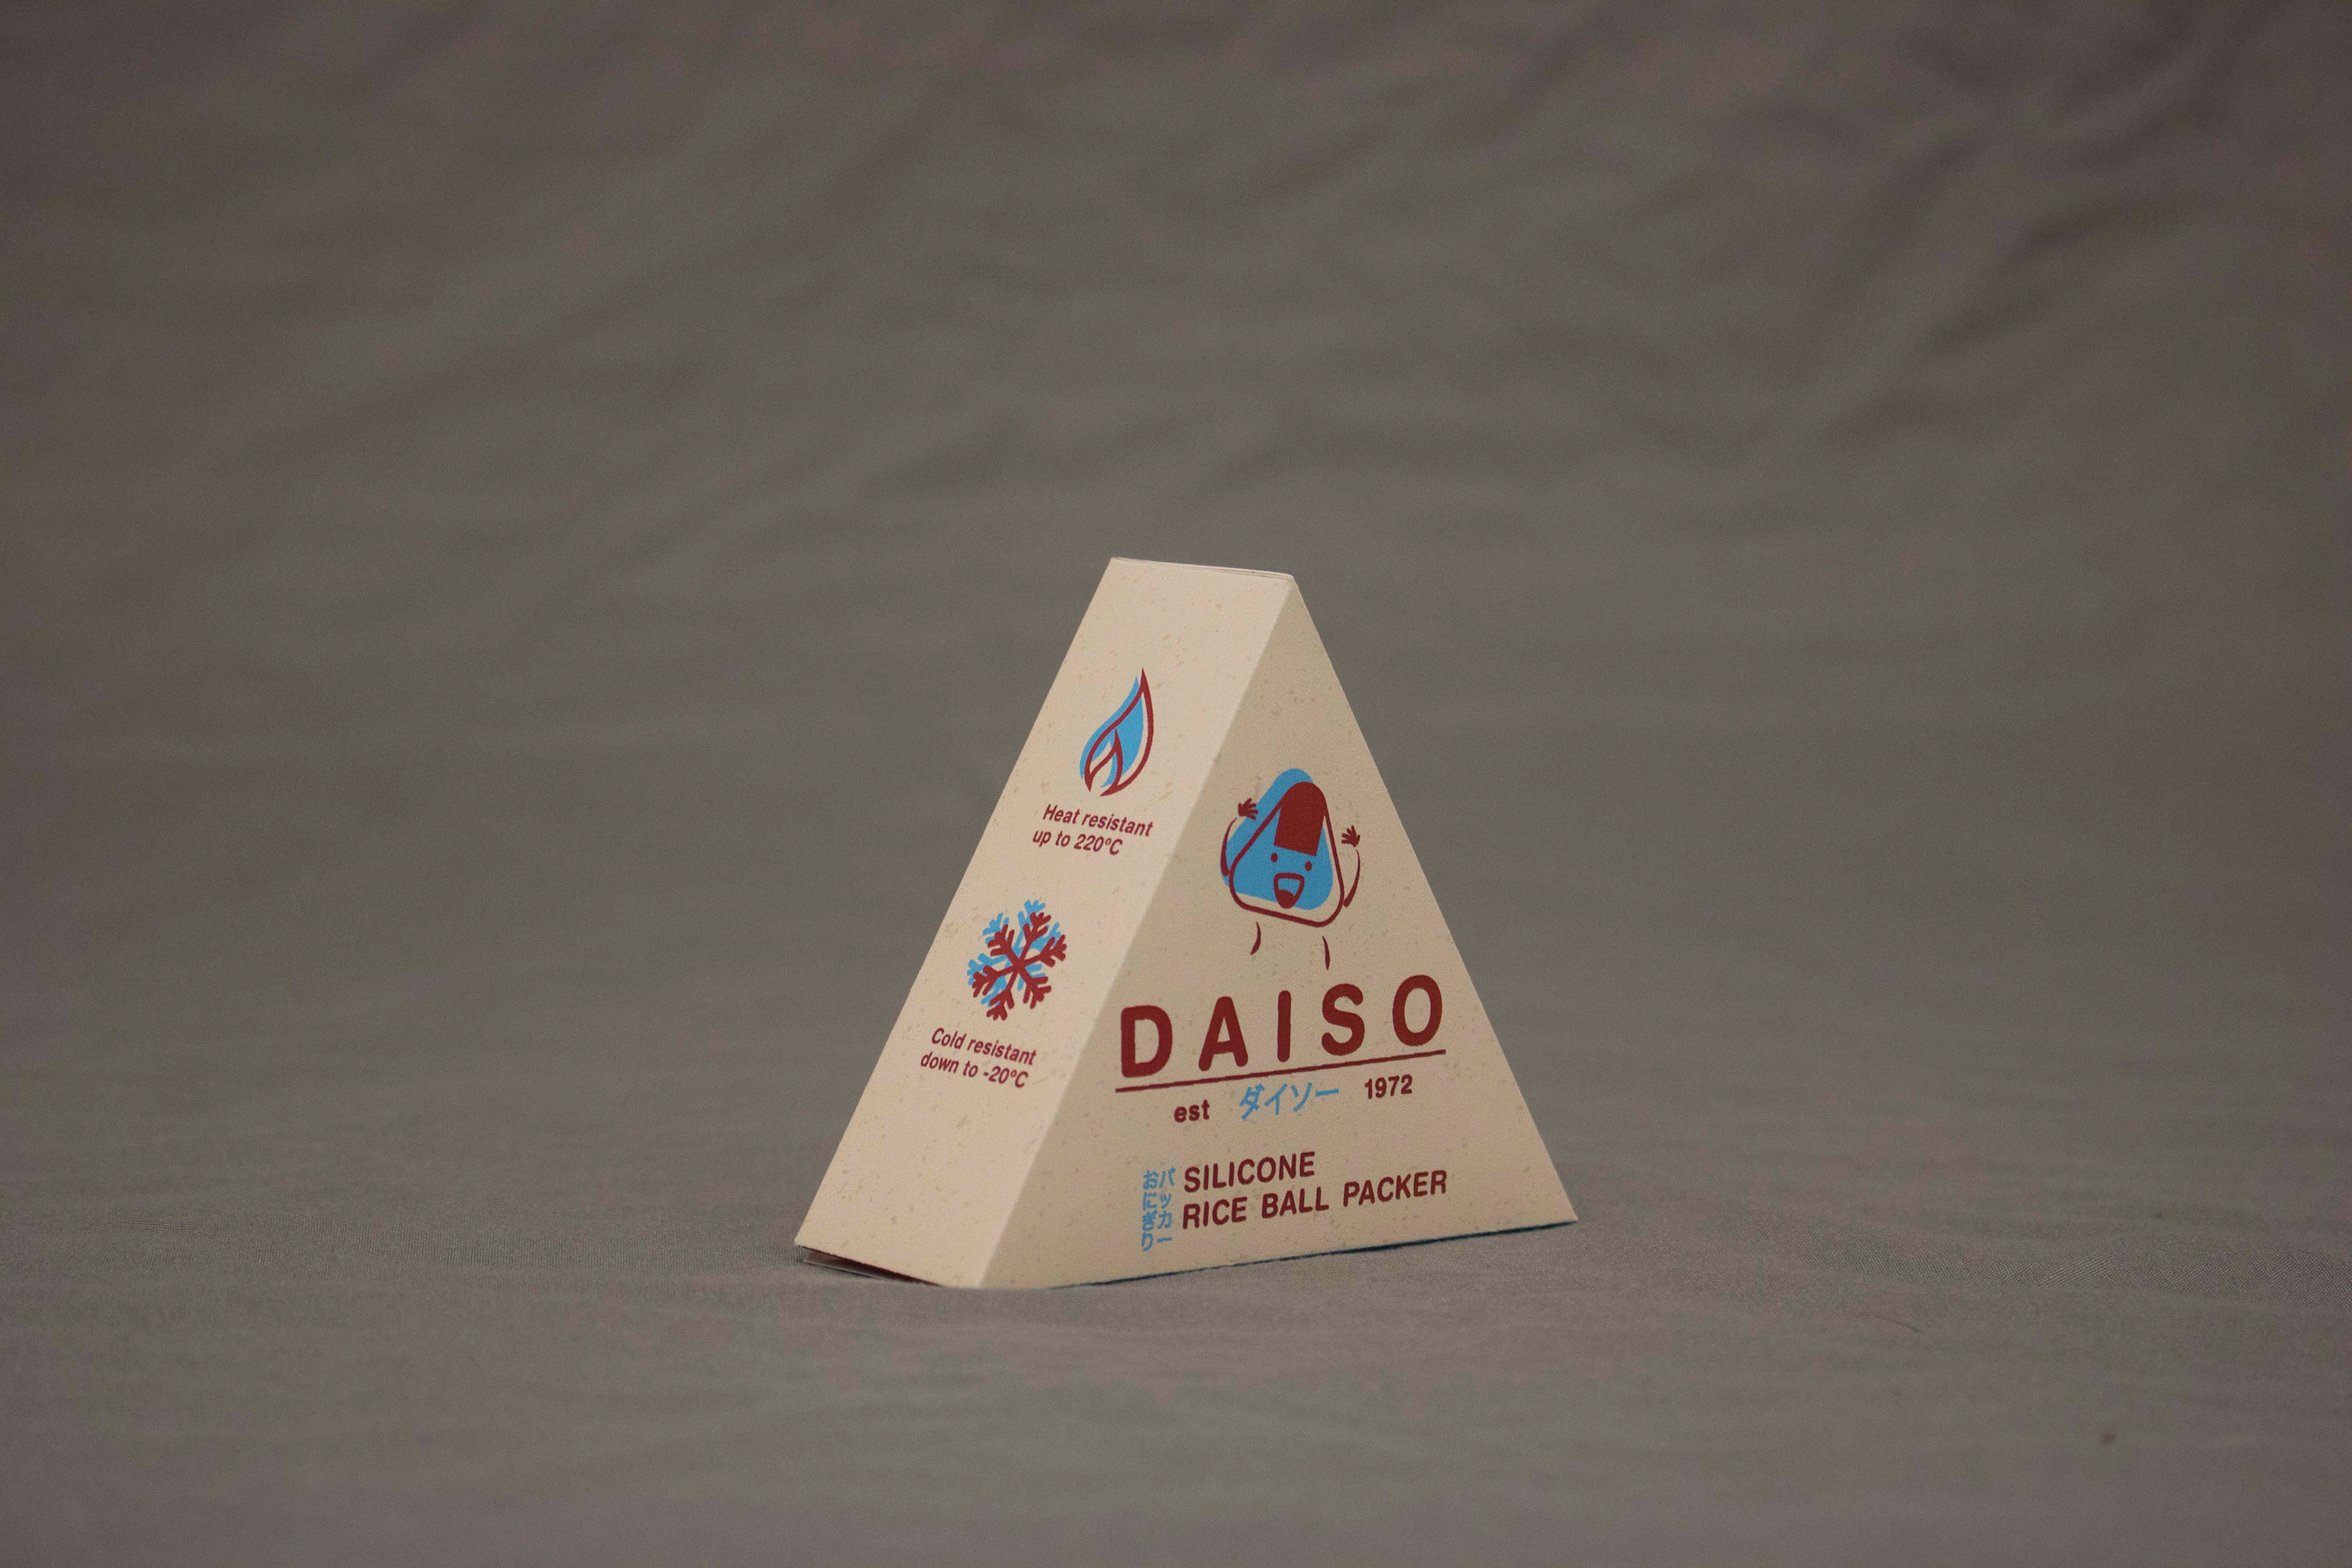 Heat resistant
up to 220°C
Cold resistant
down to -20°C
DAISO
est ダイソー 1972
おにぎり
パッカー
SILICONE
RICE BALL PACKER